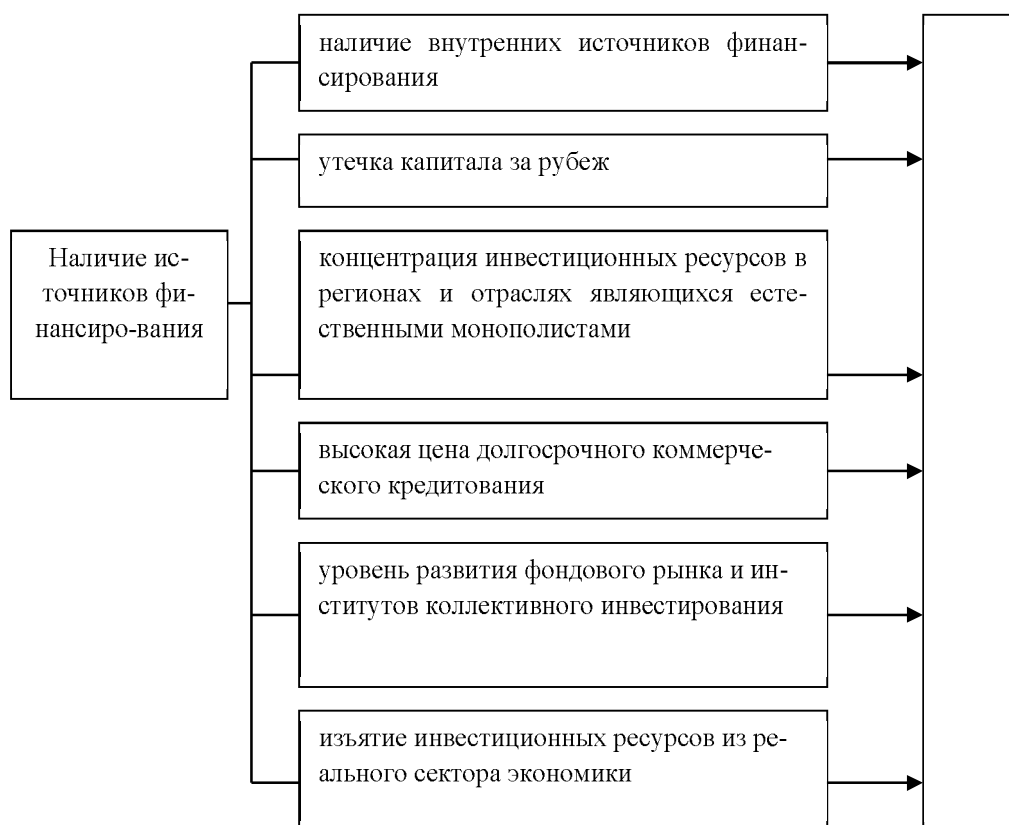 наличие внутренних источников финан-
сирования
утечка капитала за рубеж
Наличие ис-
точников фи-
нансиро-вания
концентрация инвестиционных ресурсов в
регионах и отраслях являющихся есте-
ственными монополистами
высокая цена долгосрочного коммерче-
ского кредитования
уровень развития фондового рынка и ин-
ститутов коллективного инвестирования
изъятие инвестиционных ресурсов из ре-
ального сектора экономики